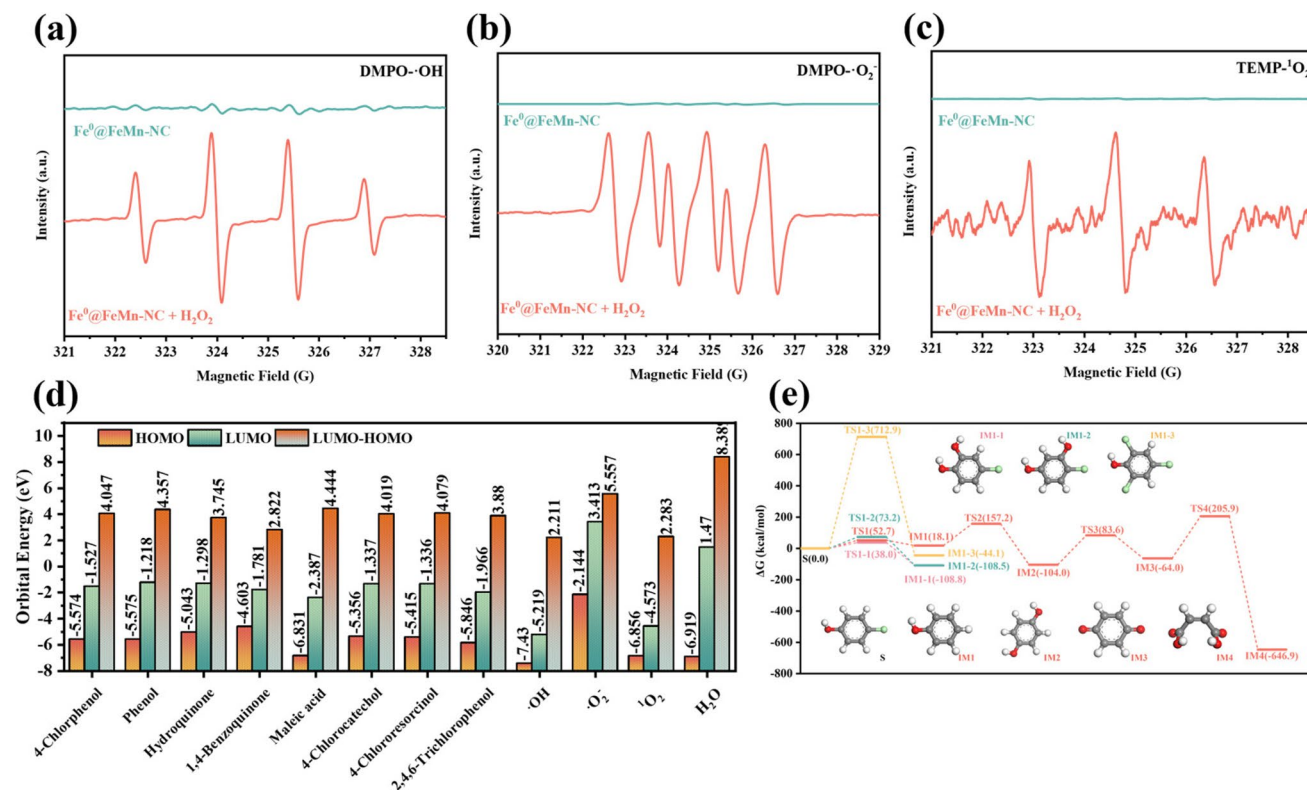 (a)
DMPO-·OH
Fe⁰@FeMn-NC
Fe⁰@FeMn-NC + H₂O₂
Intensity (a.u.)
321 322 323 324 325 326 327 328
Magnetic Field (G)
(b)
DMPO-·O₂⁻
Fe⁰@FeMn-NC
Fe⁰@FeMn-NC + H₂O₂
Intensity (a.u.)
320 321 322 323 324 325 326 327 328 329
Magnetic Field (G)
(c)
TEMP-¹O₂
Fe⁰@FeMn-NC
Fe⁰@FeMn-NC + H₂O₂
Intensity (a.u.)
321 322 323 324 325 326 327 328
Magnetic Field (G)
(d)
HOMO LUMO LUMO-HOMO
Orbital Energy (eV)
10
8
6
4
2
0
-2
-4
-6
-8
-5.574 -1.527 4.047
-5.575 -1.218 4.357
-5.043 -1.298 3.745
-4.603 -1.781 2.822
-6.831 -2.387 4.444
-5.356 -1.337 4.019
-5.415 -1.336 4.079
-5.846 -1.966 3.88
-7.43 -5.219 2.211
-2.144 3.413 5.557
-6.856 -4.573 2.283
-6.919 1.47 8.389
4-Chlorphenol
Phenol
Hydroquinone
1,4-Benzoquinone
Maleic acid
4-Chlorocatechol
4-Chlororesorcinol
2,4,6-Trichlorophenol
·OH
·O₂⁻
¹O₂
H₂O
(e)
ΔG (kcal/mol)
800
600
400
200
0
-200
-400
-600
-800
TS1-3(712.9)
IM1-1
IM1-2
IM1-3
TS1-2(73.2)
TS1(52.7)
TS1-1(38.0)
S(0.0)
IM1(18.1)
IM1-3(-44.1)
IM1-2(-108.5)
IM1-1(-108.8)
TS2(157.2)
IM2(-104.0)
TS3(83.6)
IM3(-64.0)
TS4(205.9)
IM4(-646.9)
S
IM1
IM2
IM3
IM4